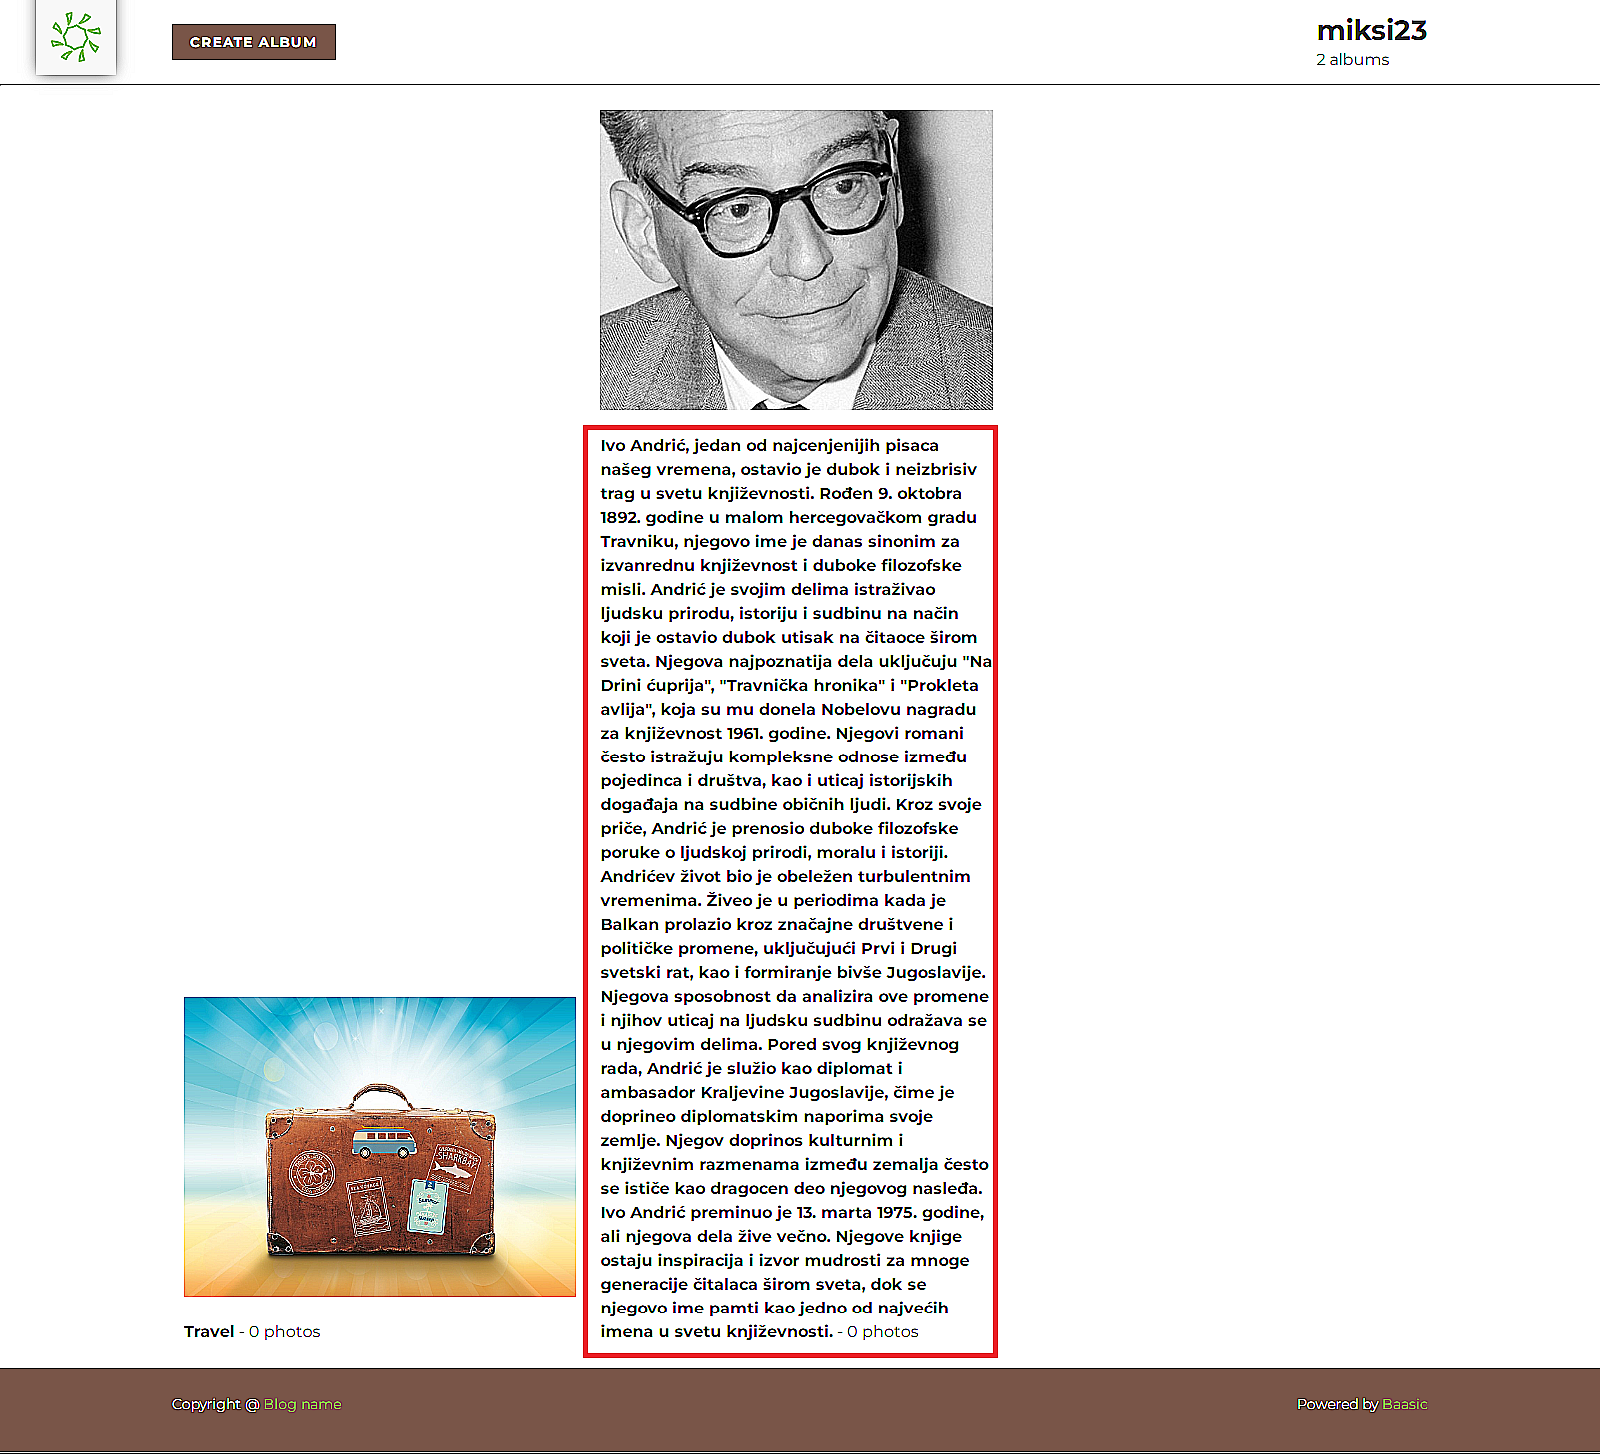 CREATE ALBUM
miksi23
2 albums
Ivo Andrić, jedan od najcenjenijih pisaca
našeg vremena, ostavio je dubok i neizbrisiv
trag u svetu književnosti. Rođen 9. oktobra
1892. godine u malom hercegovačkom gradu
Travniku, njegovo ime je danas sinonim za
izvanrednu književnost i duboke filozofske
misli. Andrić je svojim delima istraživao
ljudsku prirodu, istoriju i sudbinu na način
koji je ostavio dubok utisak na čitaoce širom
sveta. Njegova najpoznatija dela uključuju "Na
Drini ćuprija", "Travnička hronika" i "Prokleta
avlija", koja su mu donela Nobelovu nagradu
za književnost 1961. godine. Njegovi romani
često istražuju kompleksne odnose između
pojedinca i društva, kao i uticaj istorijskih
događaja na sudbine običnih ljudi. Kroz svoje
priče, Andrić je prenosio duboke filozofske
poruke o ljudskoj prirodi, moralu i istoriji.
Andrićev život bio je obeležen turbulentnim
vremenima. Živeo je u periodima kada je
Balkan prolazio kroz značajne društvene i
političke promene, uključujući Prvi i Drugi
svetski rat, kao i formiranje bivše Jugoslavije.
Njegova sposobnost da analizira ove promene
i njihov uticaj na ljudsku sudbinu odražava se
u njegovim delima. Pored svog književnog
rada, Andrić je služio kao diplomat i
ambasador Kraljevine Jugoslavije, čime je
doprineo diplomatskim naporima svoje
zemlje. Njegov doprinos kulturnim i
književnim razmenama između zemalja često
se ističe kao dragocen deo njegovog nasleđa.
Ivo Andrić preminuo je 13. marta 1975. godine,
ali njegova dela žive večno. Njegove knjige
ostaju inspiracija i izvor mudrosti za mnoge
generacije čitalaca širom sveta, dok se
njegovo ime pamti kao jedno od najvećih
imena u svetu književnosti. - 0 photos
SHARKBAY
SEA VOYAGE
Summer
Travel - 0 photos
Copyright @ Blog name
Powered by Baasic